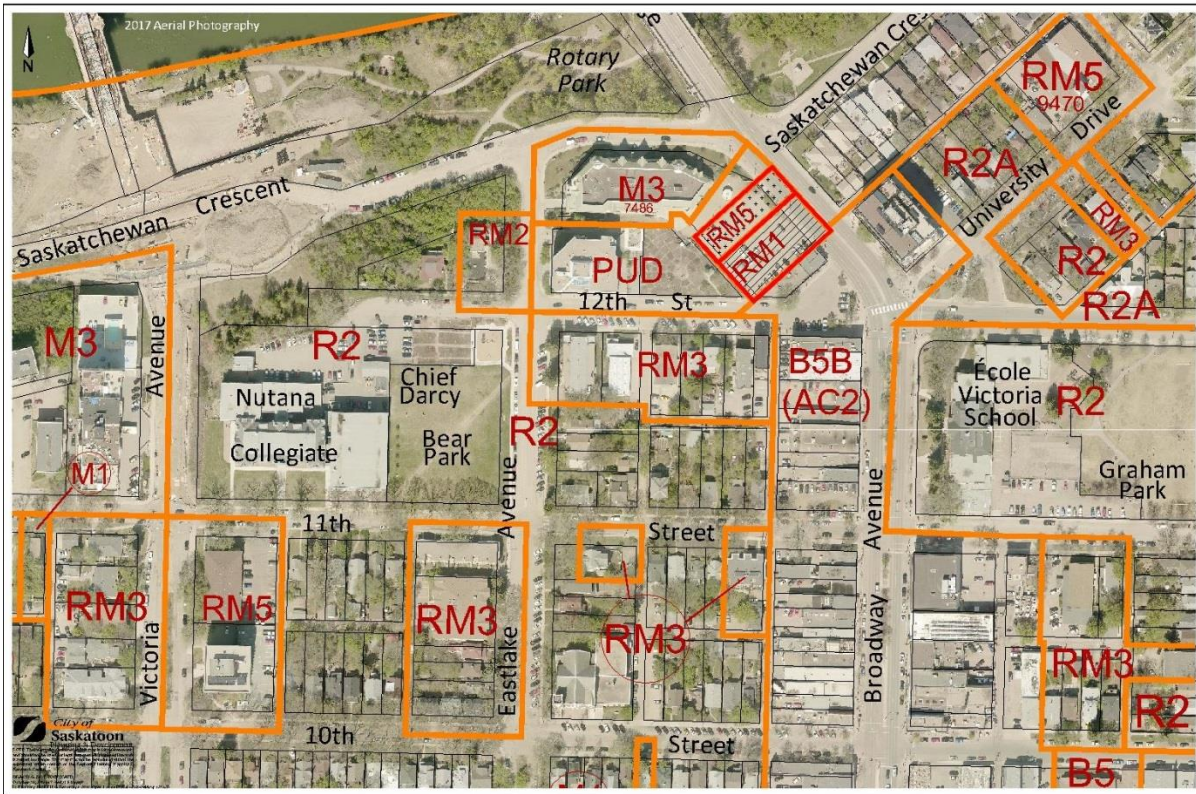 2017 Aerial Photography
N
Rotary
Park
Saskatchewan Cresc
RM5
9470
Drive
R2A
University
Saskatchewan Crescent
M3
7486
RM5
RM1
RM2
RM3
R2
R2A
PUD
12th St
M3
Avenue
R2
Nutana
Collegiate
Chief
Darcy
Bear
Park
RM3
B5B
(AC2)
École
Victoria
School
R2
R2
Graham
Park
M1
Avenue
Avenue
11th Street
RM3
RM5
RM3
RM3
RM3
R2
Victoria
Eastlake
Broadway
City of
Saskatoon
10th Street
B5